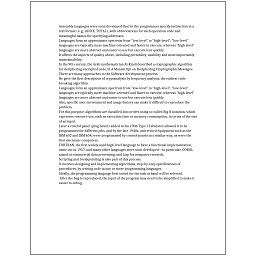 assembly languages were soon developed that let the programmer specify instruction in a
text format (e.g., ADD X, TOTAL), with abbreviations for each operation code and
meaningful names for specifying addresses.
Languages form an approximate spectrum from "low-level" to "high-level"; "low-level"
languages are typically more machine-oriented and faster to execute, whereas "high-level"
languages are more abstract and easier to use but execute less quickly.
It affects the aspects of quality above, including portability, usability and most importantly
maintainability.
In the 9th century, the Arab mathematician Al-Kindi described a cryptographic algorithm
for deciphering encrypted code, in A Manuscript on Deciphering Cryptographic Messages.
There are many approaches to the Software development process.
He gave the first description of cryptanalysis by frequency analysis, the earliest code-
breaking algorithm.
Languages form an approximate spectrum from "low-level" to "high-level"; "low-level"
languages are typically more machine-oriented and faster to execute, whereas "high-level"
languages are more abstract and easier to use but execute less quickly.
Also, specific user environment and usage history can make it difficult to reproduce the
problem.
For this purpose, algorithms are classified into orders using so-called Big O notation, which
expresses resource use, such as execution time or memory consumption, in terms of the size
of an input.
Later a control panel (plug board) added to his 1906 Type I Tabulator allowed it to be
programmed for different jobs, and by the late 1940s, unit record equipment such as the
IBM 602 and IBM 604, were programmed by control panels in a similar way, as were the
first electronic computers.
FORTRAN, the first widely used high-level language to have a functional implementation,
came out in 1957, and many other languages were soon developed—in particular, COBOL
aimed at commercial data processing, and Lisp for computer research.
Scripting and breakpointing is also part of this process.
It involves designing and implementing algorithms, step-by-step specifications of
procedures, by writing code in one or more programming languages.
Ideally, the programming language best suited for the task at hand will be selected.
After the bug is reproduced, the input of the program may need to be simplified to make it
easier to debug.